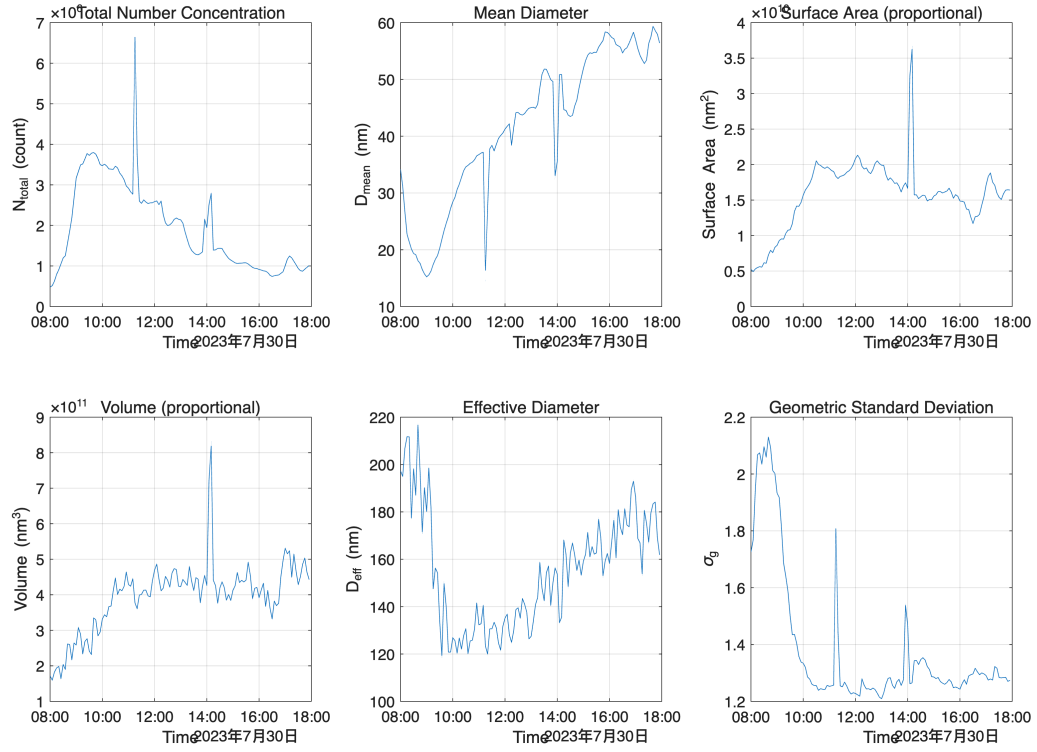 Total Number Concentration
7
6
5
4
3
2
1
0
N_total (count)
08:00 10:00 12:00 14:00 16:00 18:00
Time
2023年7月30日
Mean Diameter
60
50
40
30
20
10
D_mean (nm)
08:00 10:00 12:00 14:00 16:00 18:00
Time
2023年7月30日
Surface Area (proportional)
4
3.5
3
2.5
2
1.5
1
0.5
0
Surface Area (nm²)
08:00 10:00 12:00 14:00 16:00 18:00
Time
2023年7月30日
×10¹¹
Volume (proportional)
9
8
7
6
5
4
3
2
1
Volume (nm³)
08:00 10:00 12:00 14:00 16:00 18:00
Time
2023年7月30日
Effective Diameter
220
200
180
160
140
120
100
D_eff (nm)
08:00 10:00 12:00 14:00 16:00 18:00
Time
2023年7月30日
Geometric Standard Deviation
2.2
2
1.8
1.6
1.4
1.2
σ_g
08:00 10:00 12:00 14:00 16:00 18:00
Time
2023年7月30日